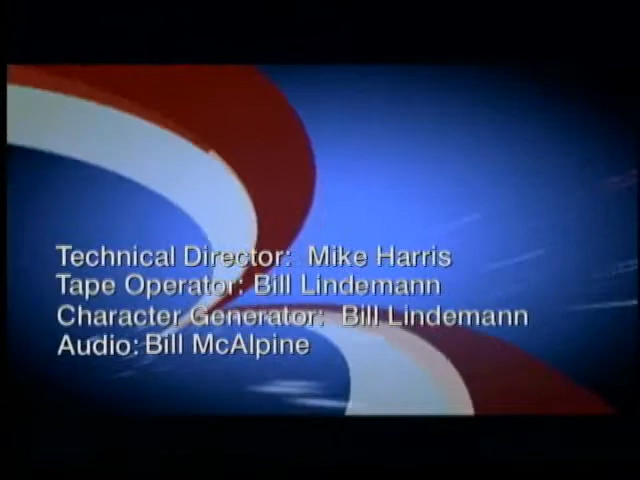 Technical Director: Mike Harris
Tape Operator: Bill Lindemann
Character Generator: Bill Lindemann
Audio: Bill McAlpine